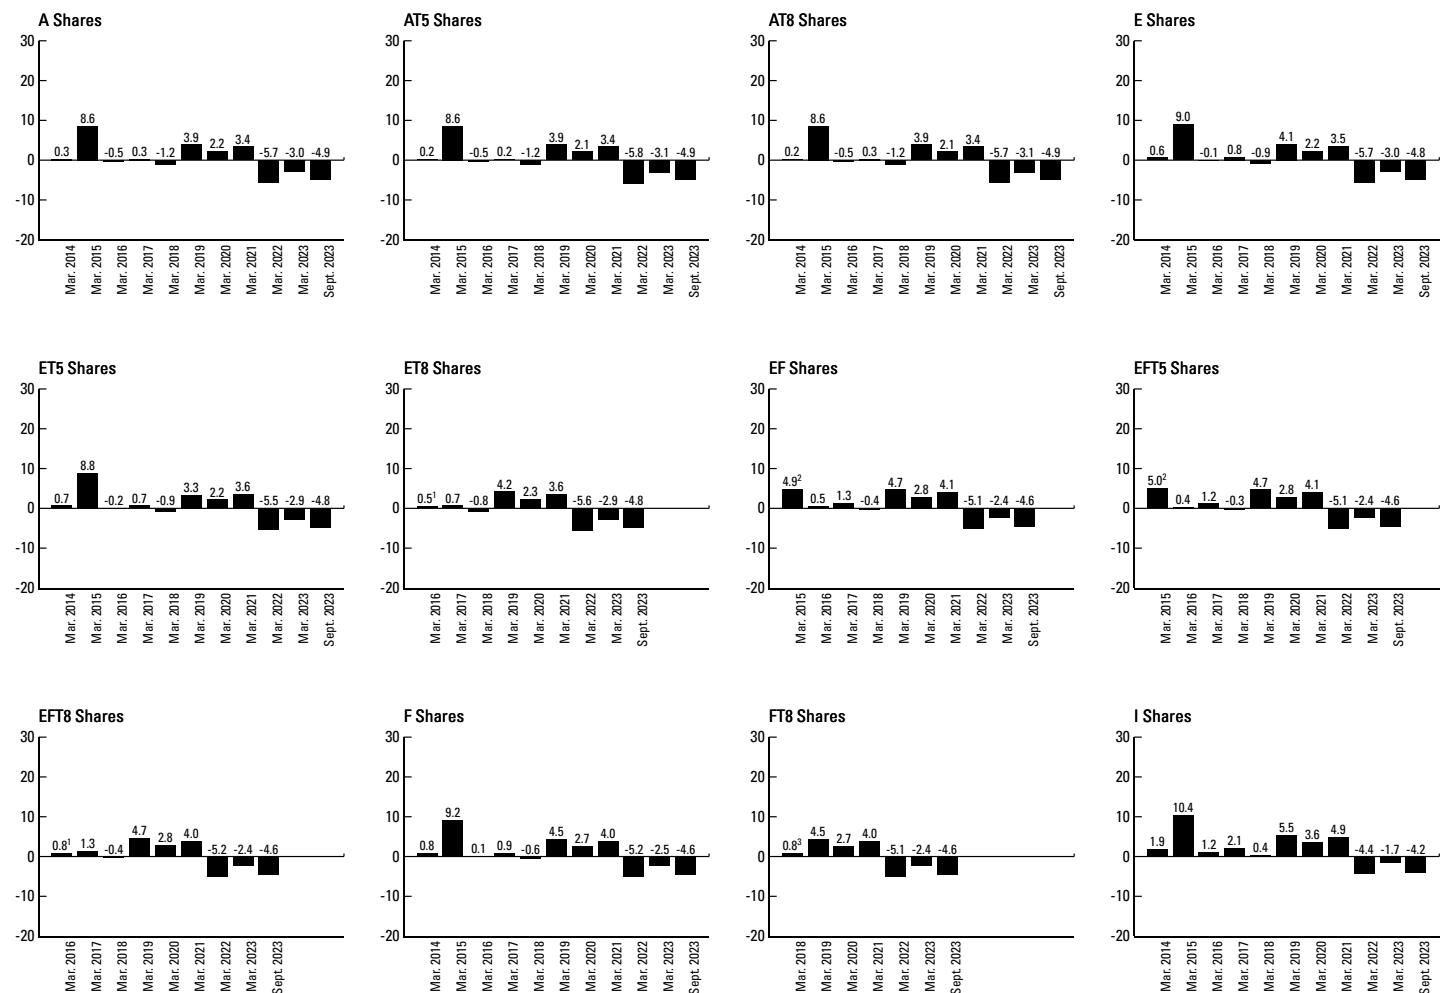 A Shares
30
20
10
0
-10
-20
0.3 8.6 -0.5 0.3 -1.2 3.9 2.2 3.4 -5.7 -3.0 -4.9
Mar. 2014 Mar. 2015 Mar. 2016 Mar. 2017 Mar. 2018 Mar. 2019 Mar. 2020 Mar. 2021 Mar. 2022 Mar. 2023 Sept. 2023
AT5 Shares
30
20
10
0
-10
-20
0.2 8.6 -0.5 0.2 -1.2 3.9 2.1 3.4 -5.8 -3.1 -4.9
Mar. 2014 Mar. 2015 Mar. 2016 Mar. 2017 Mar. 2018 Mar. 2019 Mar. 2020 Mar. 2021 Mar. 2022 Mar. 2023 Sept. 2023
AT8 Shares
30
20
10
0
-10
-20
0.2 8.6 -0.5 0.3 -1.2 3.9 2.1 3.4 -5.7 -3.1 -4.9
Mar. 2014 Mar. 2015 Mar. 2016 Mar. 2017 Mar. 2018 Mar. 2019 Mar. 2020 Mar. 2021 Mar. 2022 Mar. 2023 Sept. 2023
E Shares
30
20
10
0
-10
-20
0.6 9.0 -0.1 0.8 -0.9 4.1 2.2 3.5 -5.7 -3.0 -4.8
Mar. 2014 Mar. 2015 Mar. 2016 Mar. 2017 Mar. 2018 Mar. 2019 Mar. 2020 Mar. 2021 Mar. 2022 Mar. 2023 Sept. 2023
ET5 Shares
30
20
10
0
-10
-20
0.7 8.8 -0.2 0.7 -0.9 3.3 2.2 3.6 -5.5 -2.9 -4.8
Mar. 2014 Mar. 2015 Mar. 2016 Mar. 2017 Mar. 2018 Mar. 2019 Mar. 2020 Mar. 2021 Mar. 2022 Mar. 2023 Sept. 2023
ET8 Shares
30
20
10
0
-10
-20
0.5¹ 0.7 -0.8 4.2 2.3 3.6 -5.6 -2.9 -4.8
Mar. 2016 Mar. 2017 Mar. 2018 Mar. 2019 Mar. 2020 Mar. 2021 Mar. 2022 Mar. 2023 Sept. 2023
EF Shares
30
20
10
0
-10
-20
4.9² 0.5 1.3 -0.4 4.7 2.8 4.1 -5.1 -2.4 -4.6
Mar. 2015 Mar. 2016 Mar. 2017 Mar. 2018 Mar. 2019 Mar. 2020 Mar. 2021 Mar. 2022 Mar. 2023 Sept. 2023
EFT5 Shares
30
20
10
0
-10
-20
5.0² 0.4 1.2 -0.3 4.7 2.8 4.1 -5.1 -2.4 -4.6
Mar. 2015 Mar. 2016 Mar. 2017 Mar. 2018 Mar. 2019 Mar. 2020 Mar. 2021 Mar. 2022 Mar. 2023 Sept. 2023
EFT8 Shares
30
20
10
0
-10
-20
0.8¹ 1.3 -0.4 4.7 2.8 4.0 -5.2 -2.4 -4.6
Mar. 2016 Mar. 2017 Mar. 2018 Mar. 2019 Mar. 2020 Mar. 2021 Mar. 2022 Mar. 2023 Sept. 2023
F Shares
30
20
10
0
-10
-20
0.8 9.2 0.1 0.9 -0.6 4.5 2.7 4.0 -5.2 -2.5 -4.6
Mar. 2014 Mar. 2015 Mar. 2016 Mar. 2017 Mar. 2018 Mar. 2019 Mar. 2020 Mar. 2021 Mar. 2022 Mar. 2023 Sept. 2023
FT8 Shares
30
20
10
0
-10
-20
0.8³ 4.5 2.7 4.0 -5.1 -2.4 -4.6
Mar. 2018 Mar. 2019 Mar. 2020 Mar. 2021 Mar. 2022 Mar. 2023 Sept. 2023
I Shares
30
20
10
0
-10
-20
1.9 10.4 1.2 2.1 0.4 5.5 3.6 4.9 -4.4 -1.7 -4.2
Mar. 2014 Mar. 2015 Mar. 2016 Mar. 2017 Mar. 2018 Mar. 2019 Mar. 2020 Mar. 2021 Mar. 2022 Mar. 2023 Sept. 2023